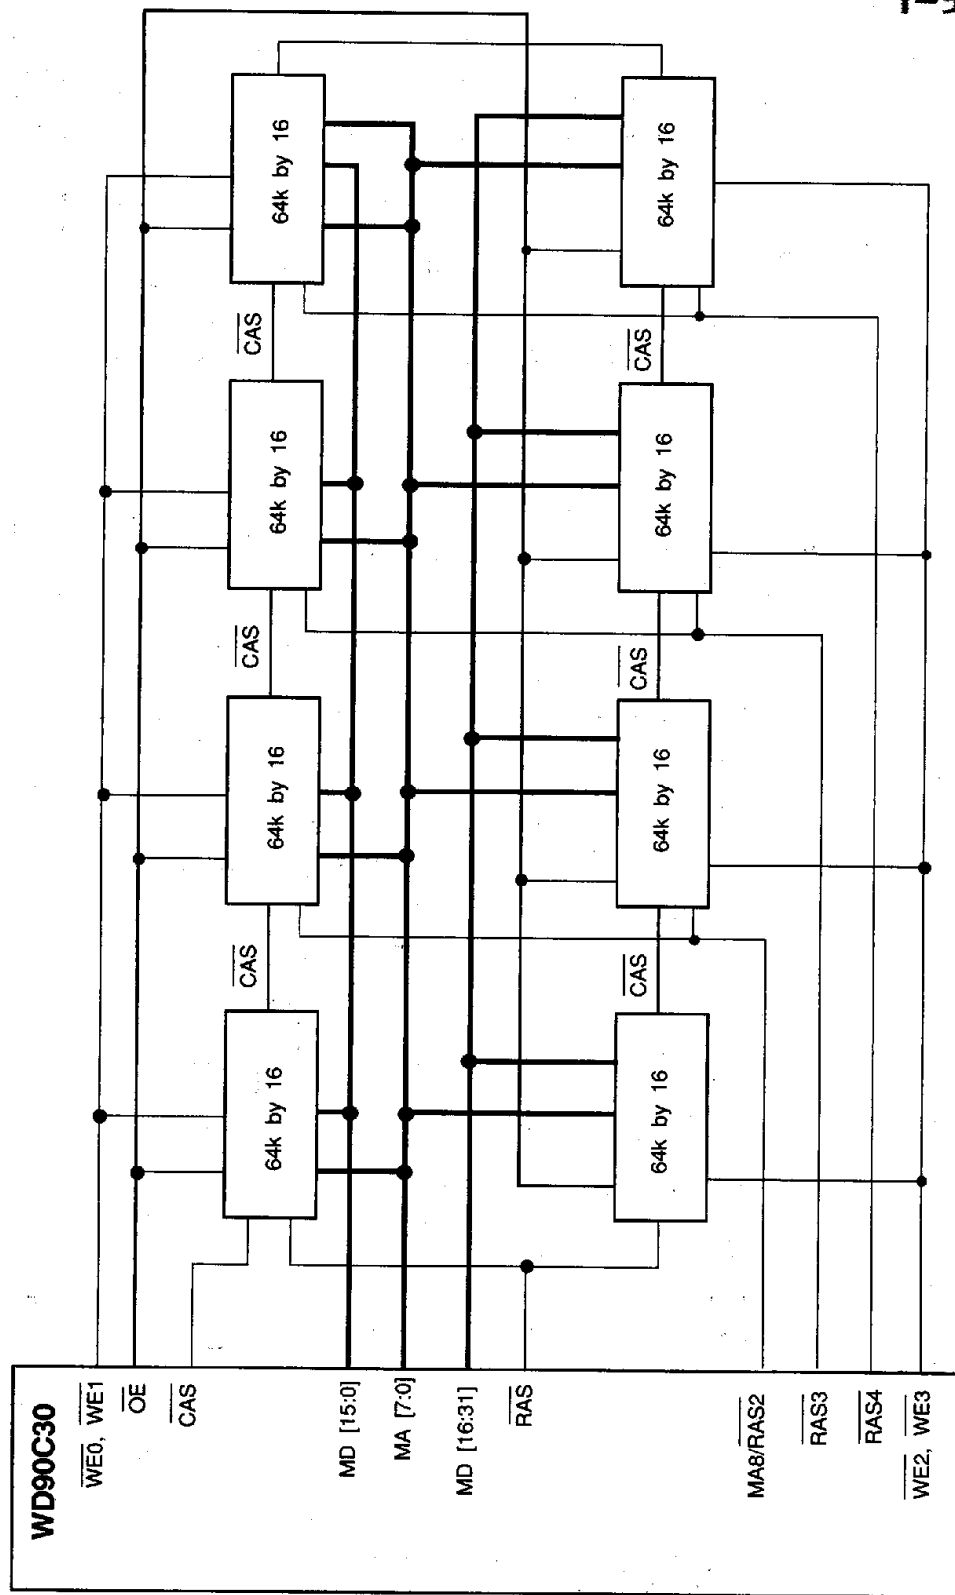 WD90C30
WE0, WE1
OE
CAS
MD [15:0]
MA [7:0]
MD [16:31]
RAS
MA8/RAS2
RAS3
RAS4
WE2, WE3
64k by 16
CAS
64k by 16
CAS
64k by 16
CAS
64k by 16
64k by 16
CAS
64k by 16
CAS
64k by 16
CAS
64k by 16